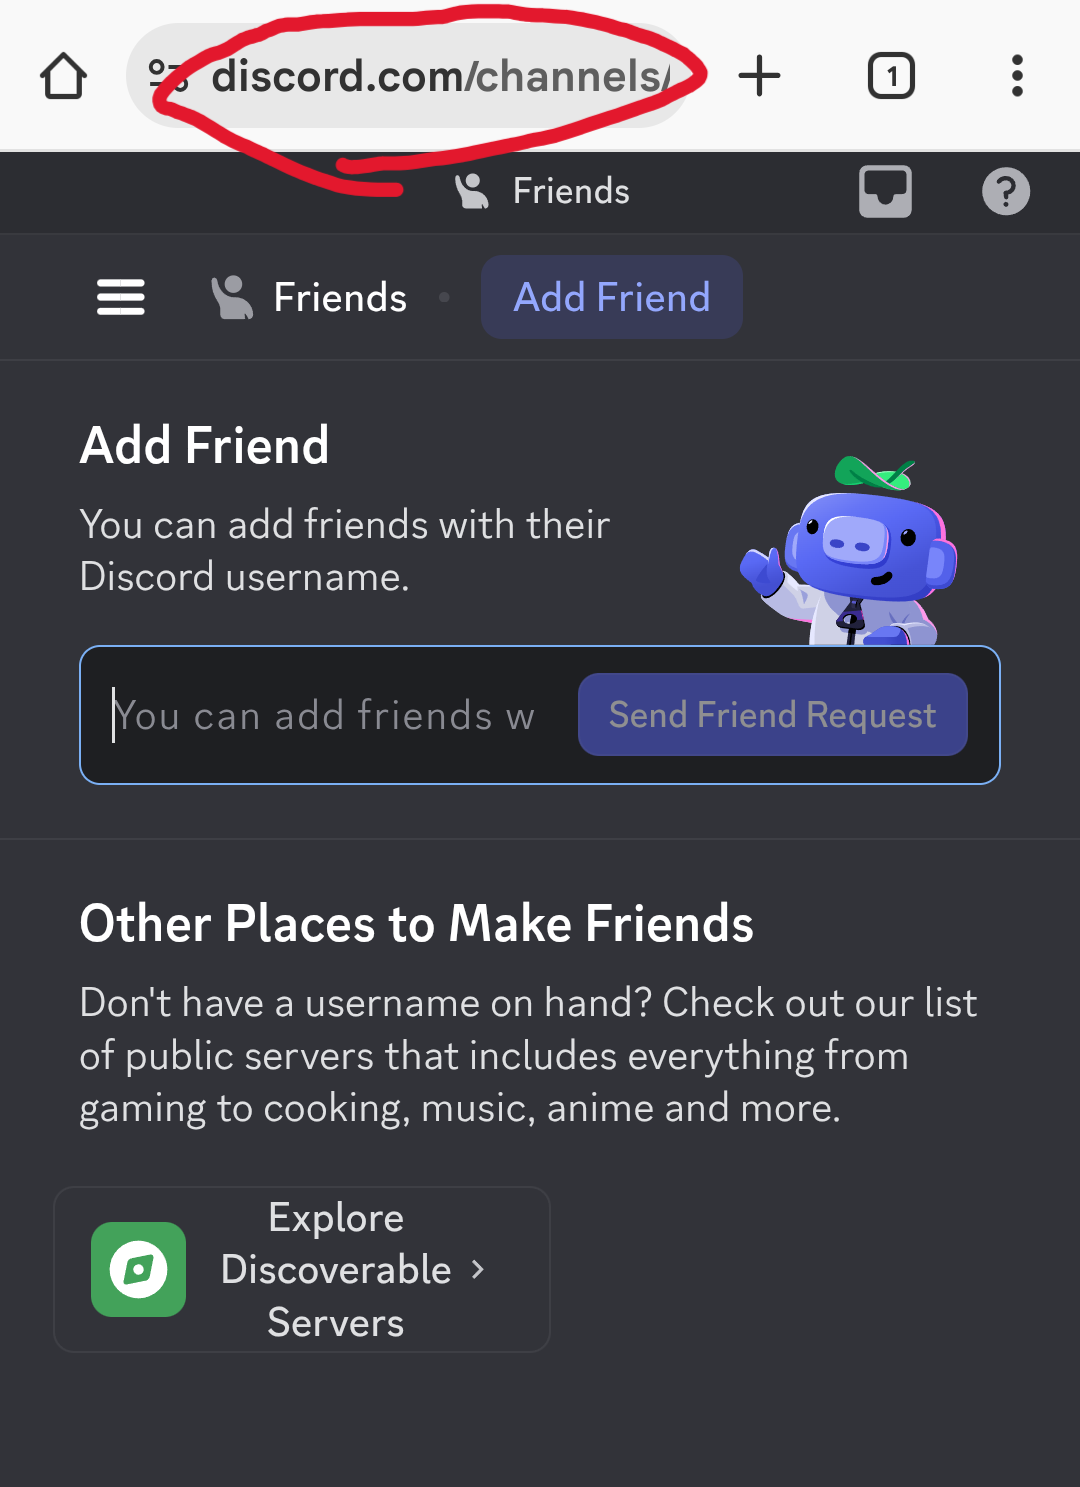 discord.com/channels/
1
Friends
Friends
Add Friend
Add Friend
You can add friends with their
Discord username.
You can add friends w
Send Friend Request
Other Places to Make Friends
Don't have a username on hand? Check out our list
of public servers that includes everything from
gaming to cooking, music, anime and more.
Explore
Discoverable
Servers